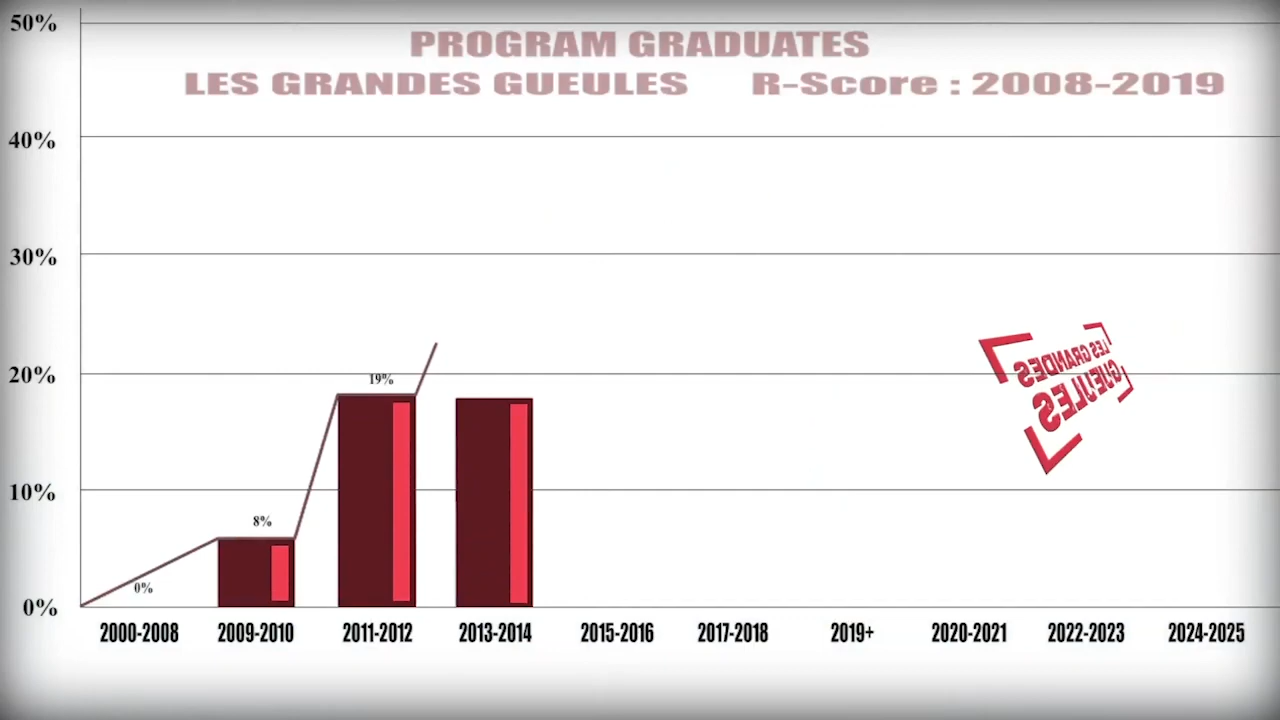 PROGRAM GRADUATES
LES GRANDES GUEULES R-Score : 2008-2019
50%
40%
30%
20%
10%
0%
0%
8%
19%
LES GRANDES
GUEULES
2000-2008 2009-2010 2011-2012 2013-2014 2015-2016 2017-2018 2019+ 2020-2021 2022-2023 2024-2025